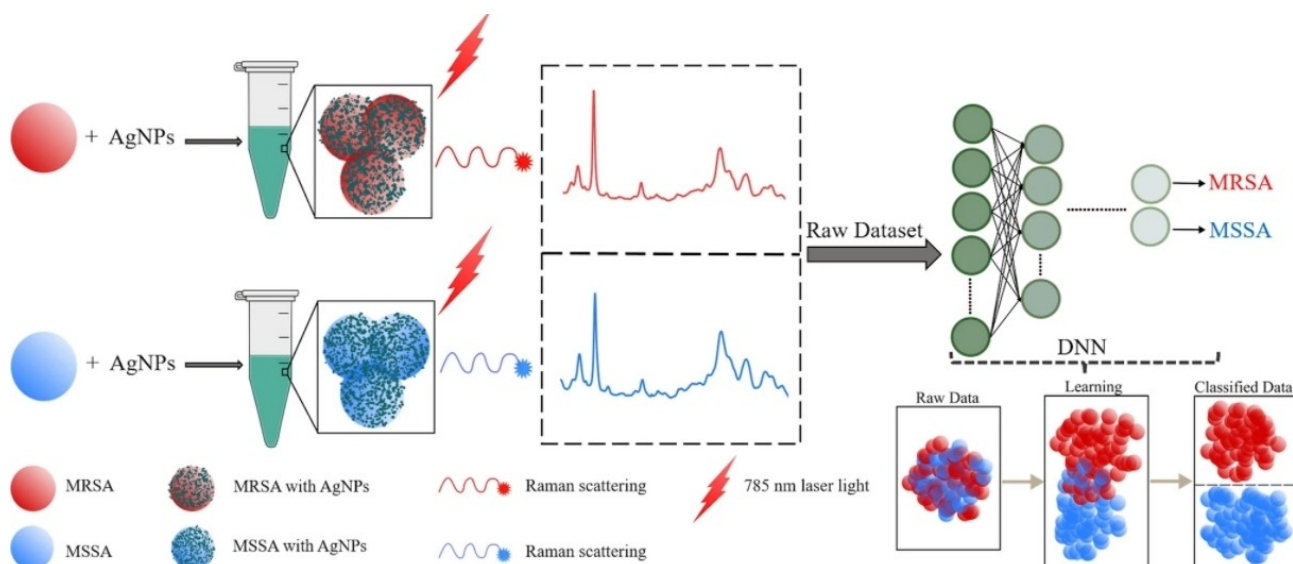 + AgNPs
+ AgNPs
Raw Dataset
MRSA
MSSA
DNN
Raw Data
Learning
Classified Data
MRSA
MRSA with AgNPs
Raman scattering
785 nm laser light
MSSA
MSSA with AgNPs
Raman scattering